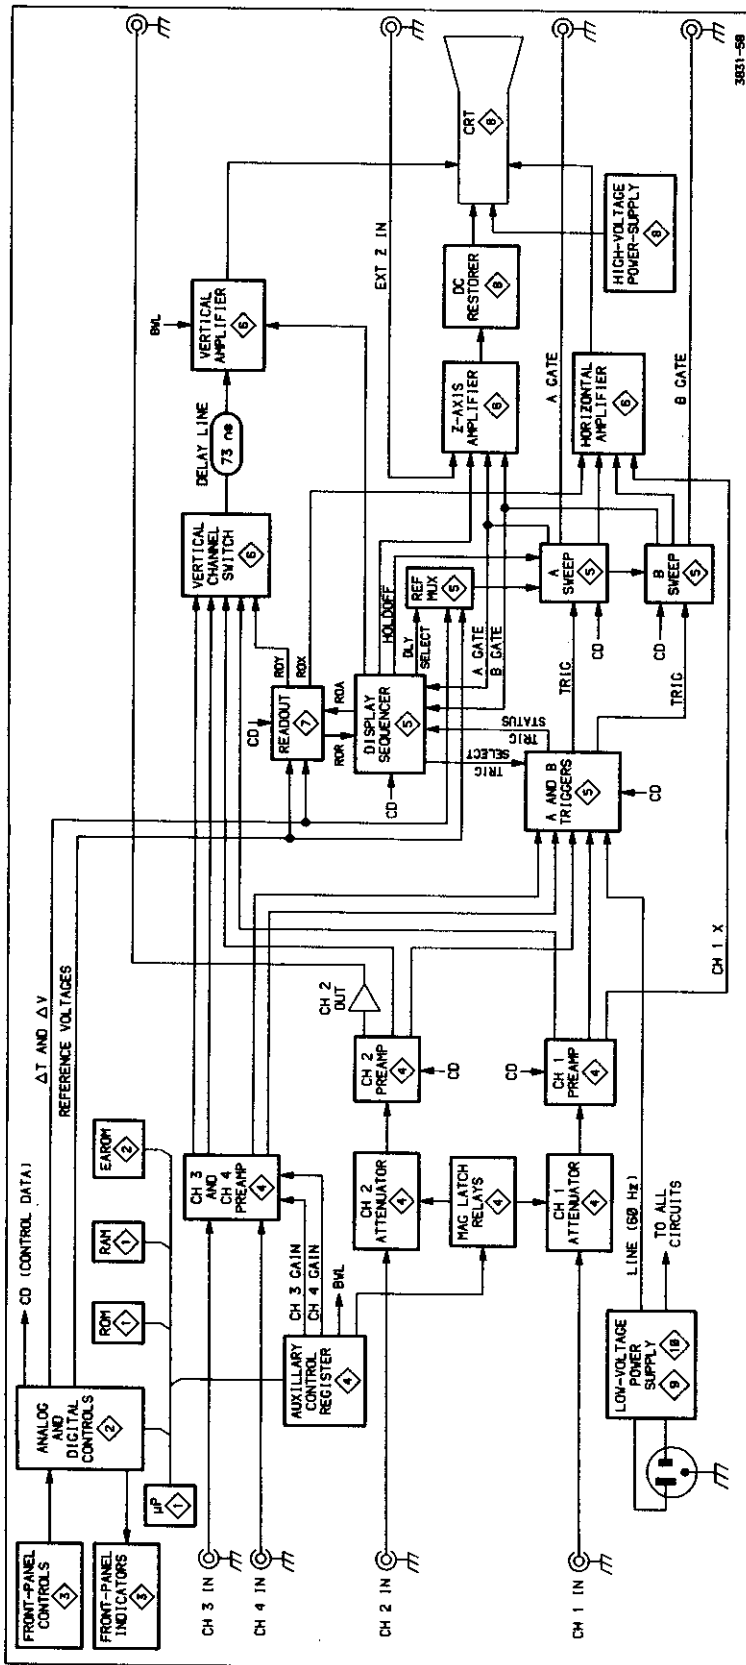 FRONT-PANEL
CONTROLS
3
FRONT-PANEL
INDICATORS
3
ANALOG
AND
DIGITAL
CONTROLS
2
µP
1
CD (CONTROL DATA)
ΔT AND ΔV
REFERENCE VOLTAGES
ROM
1
RAM
1
EAROM
2
CH 3 IN
CH 4 IN
CH 2 IN
CH 1 IN
AUXILLARY
CONTROL
REGISTER
4
CH 3 GAIN
CH 4 GAIN
BWL
CH 3
AND
CH 4
PREAMP
4
CH 2
ATTENUATOR
4
MAG LATCH
RELAYS
4
CH 1
ATTENUATOR
4
LOW-VOLTAGE
POWER
SUPPLY
9
10
LINE (60 Hz)
TO ALL
CIRCUITS
CH 2
PREAMP
4
CD
CH 2
OUT
CD
CH 1
PREAMP
4
CH 1 X
CD
READOUT
7
ROY
ROX
ROR
ROA
DISPLAY
SEQUENCER
5
CD
TRIG
SELECT
TRIG
STATUS
A AND B
TRIGGERS
5
CD
TRIG
TRIG
HOLDOFF
DLY
SELECT
A GATE
B GATE
REF
MUX
5
A
SWEEP
5
CD
B
SWEEP
5
CD
VERTICAL
CHANNEL
SWITCH
6
DELAY LINE
73 ns
BWL
VERTICAL
AMPLIFIER
6
Z-AXIS
AMPLIFIER
6
DC
RESTORER
8
EXT Z IN
A GATE
HORIZONTAL
AMPLIFIER
6
B GATE
CRT
8
HIGH-VOLTAGE
POWER-SUPPLY
8
3831-58